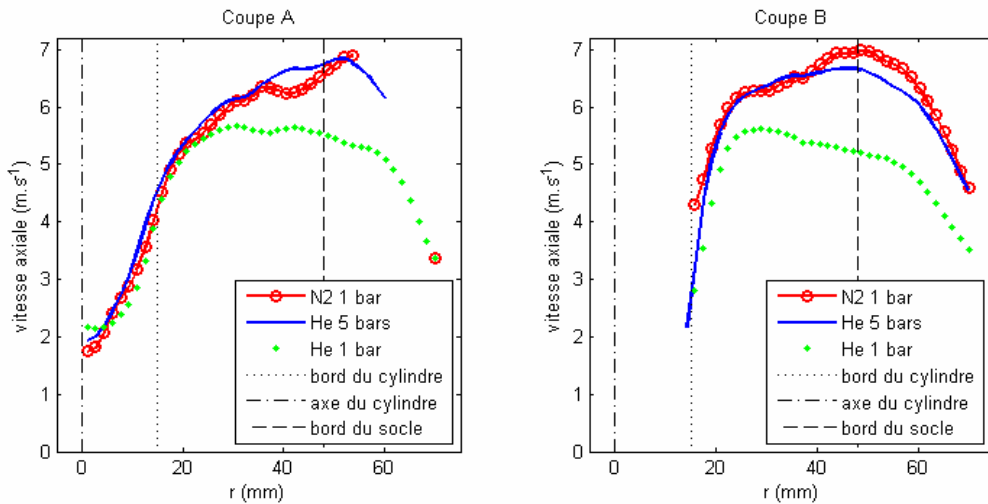 Coupe A
vitesse axiale (m.s⁻¹)
7
6
5
4
3
2
1
0
0 20 40 60
r (mm)
N2 1 bar
He 5 bars
He 1 bar
bord du cylindre
axe du cylindre
bord du socle
Coupe B
vitesse axiale (m.s⁻¹)
7
6
5
4
3
2
1
0
0 20 40 60
r (mm)
N2 1 bar
He 5 bars
He 1 bar
bord du cylindre
axe du cylindre
bord du socle